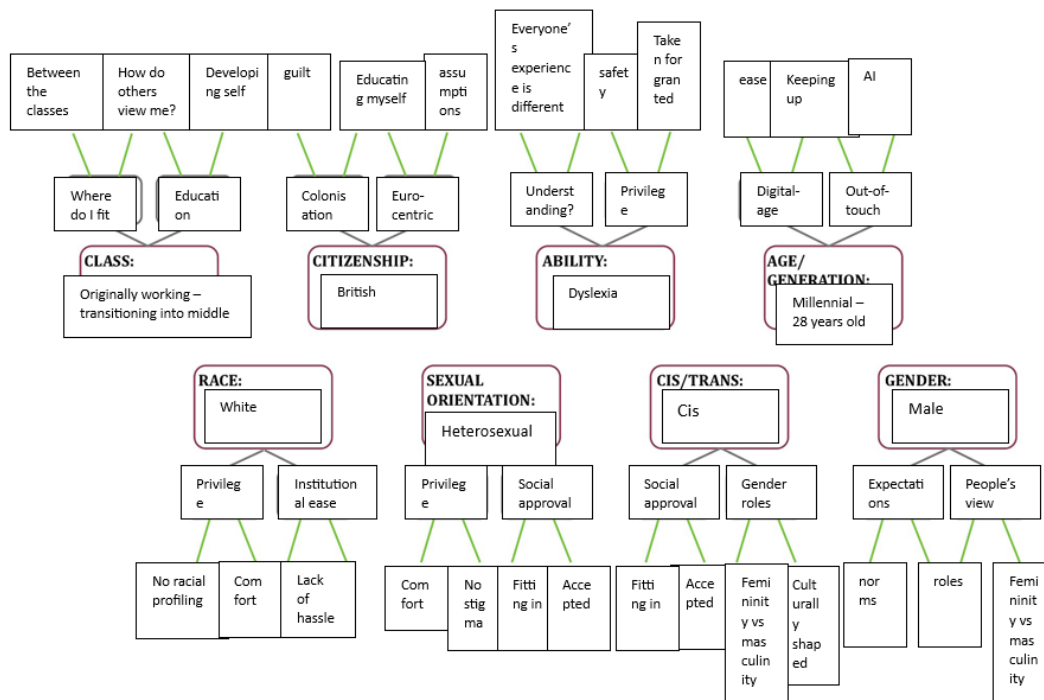 Between
the
classes
How do
others
view me?
Developi
ng self
guilt
Educatin
g myself
assu
mpti
ons
Everyone's
experienc
e is
different
safet
y
Take
n for
gran
ted
ease
Keeping
up
AI
Where
do I fit
Educati
on
Colonis
ation
Euro-
centric
Underst
anding?
Privileg
e
Digital-
age
Out-of-
touch
CLASS:
Originally working –
transitioning into middle
CITIZENSHIP:
British
ABILITY:
Dyslexia
AGE/
GENERATION:
Millennial –
28 years old
RACE:
White
SEXUAL
ORIENTATION:
Heterosexual
CIS/TRANS:
Cis
GENDER:
Male
Privileg
e
Institution
al ease
Privileg
e
Social
approval
Social
approval
Gender
roles
Expectati
ons
People's
view
No racial
profiling
Com
fort
Lack
of
hassle
Com
fort
No
stig
ma
Fitti
ng in
Acce
pted
Fitti
ng in
Acce
pted
Femi
ninit
y vs
mas
culin
ity
Cult
urall
y
shap
ed
nor
ms
roles
Femi
ninit
y vs
mas
culin
ity